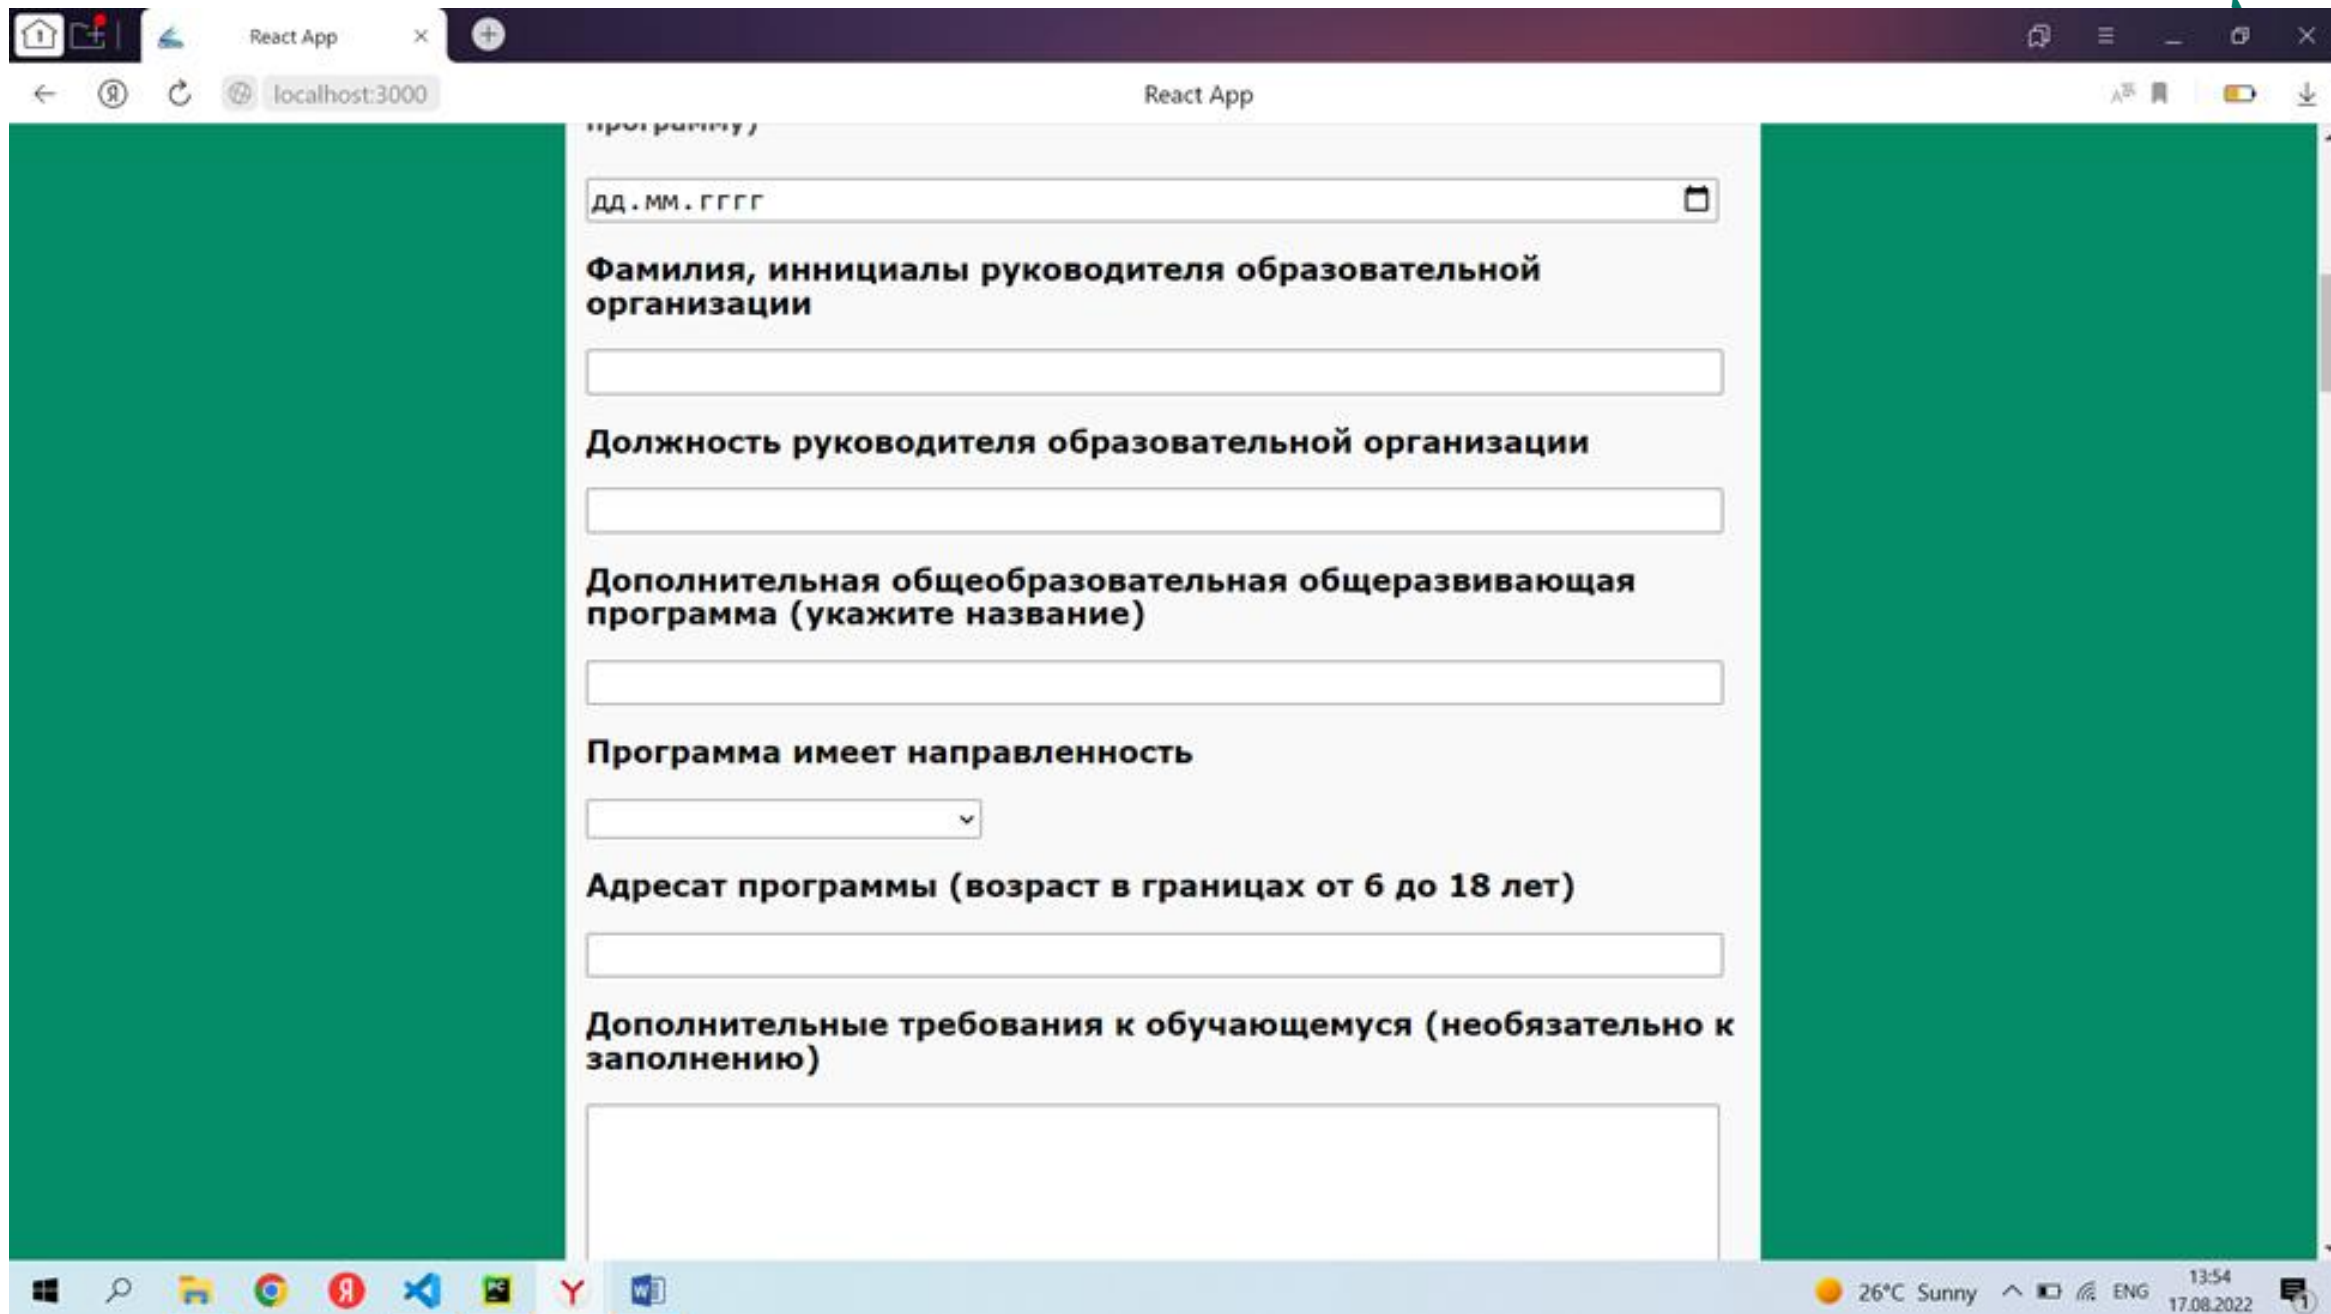 React App
localhost:3000
React App
программу)
дд.мм.гггг
Фамилия, иннициалы руководителя образовательной
организации
Должность руководителя образовательной организации
Дополнительная общеобразовательная общеразвивающая
программа (укажите название)
Программа имеет направленность
Адресат программы (возраст в границах от 6 до 18 лет)
Дополнительные требования к обучающемуся (необязательно к
заполнению)
26°C Sunny
ENG
13:54
17.08.2022